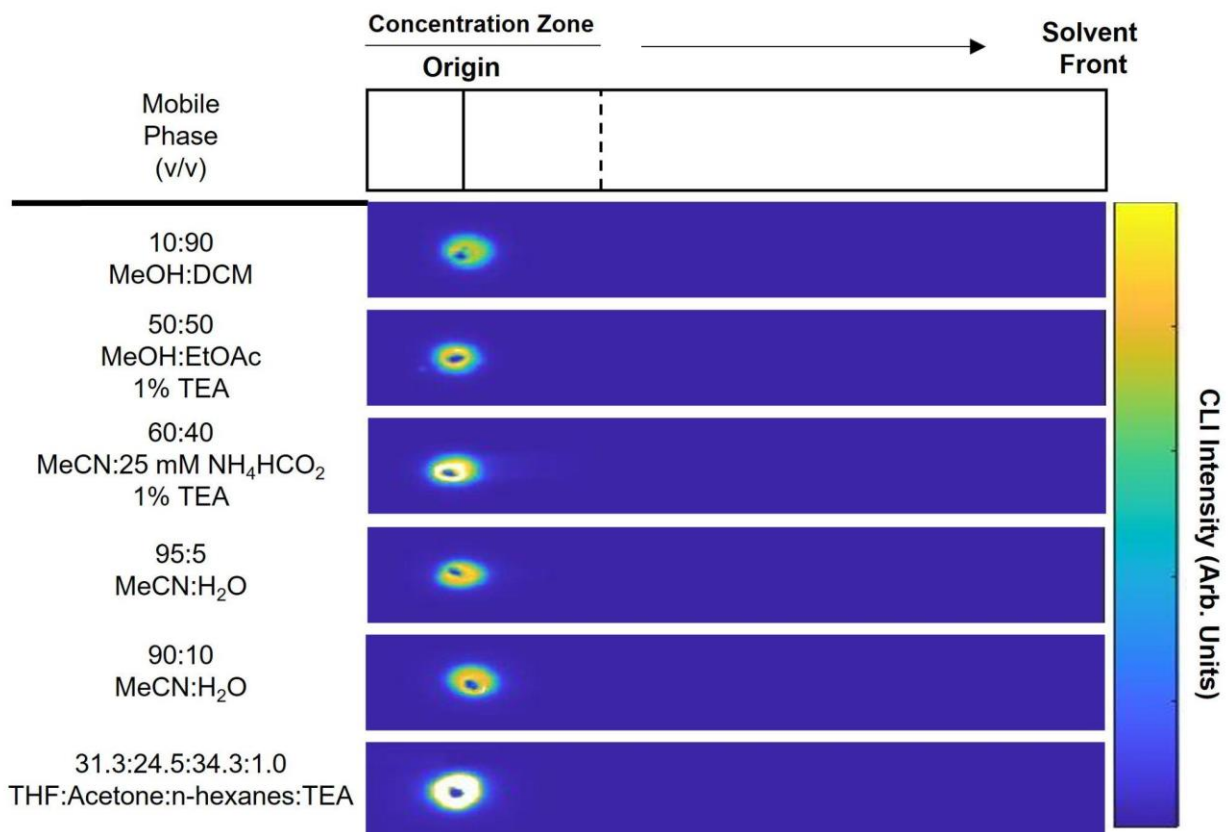 Concentration Zone
Origin
Solvent
Front
Mobile
Phase
(v/v)
10:90
MeOH:DCM
50:50
MeOH:EtOAc
1% TEA
60:40
MeCN:25 mM NH₄HCO₂
1% TEA
95:5
MeCN:H₂O
90:10
MeCN:H₂O
31.3:24.5:34.3:1.0
THF:Acetone:n-hexanes:TEA
CLI Intensity (Arb. Units)